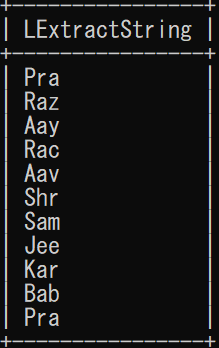 LExtractString
Pra
Raz
Aay
Rac
Aav
Shr
Sam
Jee
Kar
Bab
Pra